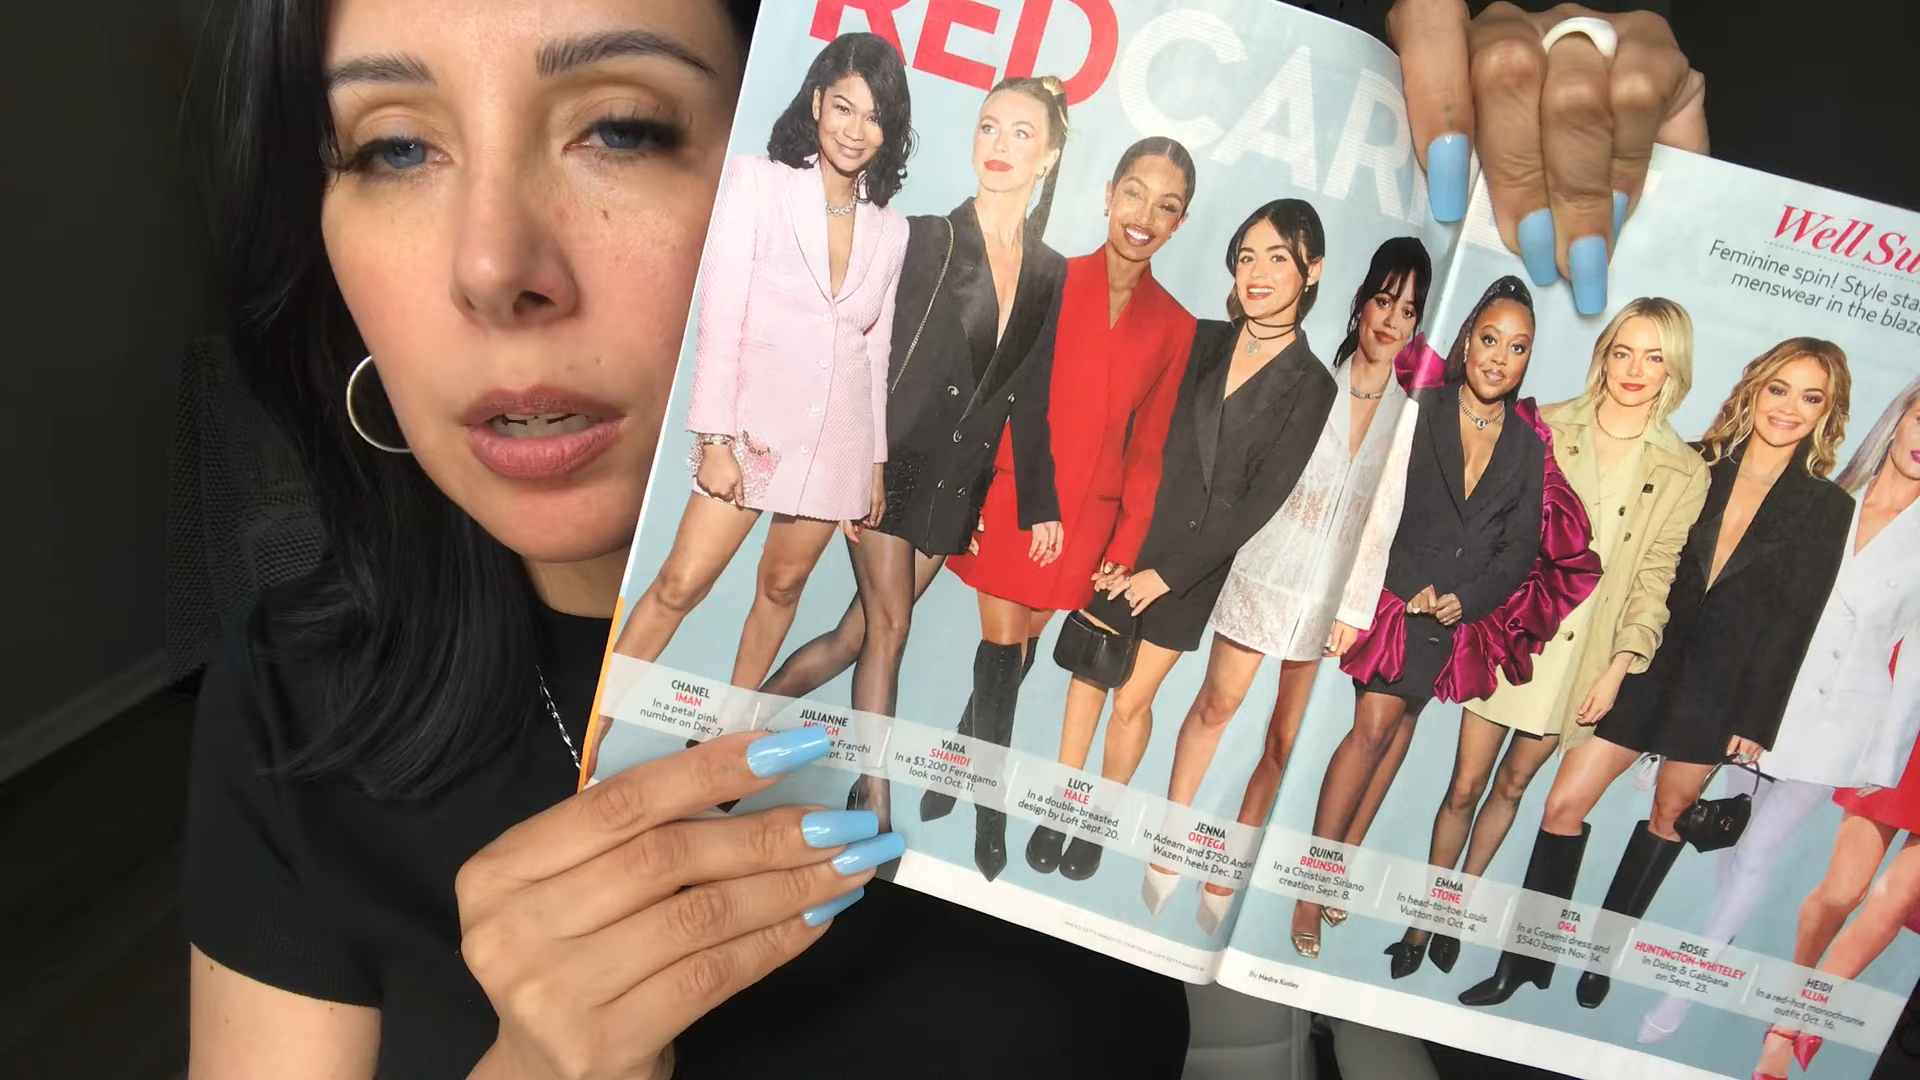 RED CAR
Well Su
Feminine spin! Style sta
menswear in the blaze
CHANEL
IMAN
In a petal pink
number on Dec. 7
JULIANNE
HOUGH
a Franchi
pt. 12.
YARA
SHAHIDI
In a $3,200 Ferragamo
look on Oct. 11.
LUCY
HALE
In a double-breasted
design by Loft Sept. 20.
JENNA
ORTEGA
In Adeam and $750 Andr
Wazen heels Dec. 12.
QUINTA
BRUNSON
In a Christian Siriano
creation Sept. 8.
EMMA
STONE
In head-to-toe Louis
Vuitton on Oct. 4.
RITA
ORA
In a Coperni dress and
$540 boots Nov. 14.
ROSIE
HUNTINGTON-WHITELEY
In Dolce & Gabbana
on Sept. 23.
HEIDI
KLUM
In a red-hot monochrome
outfit Oct. 16.
By Hedra Kidley